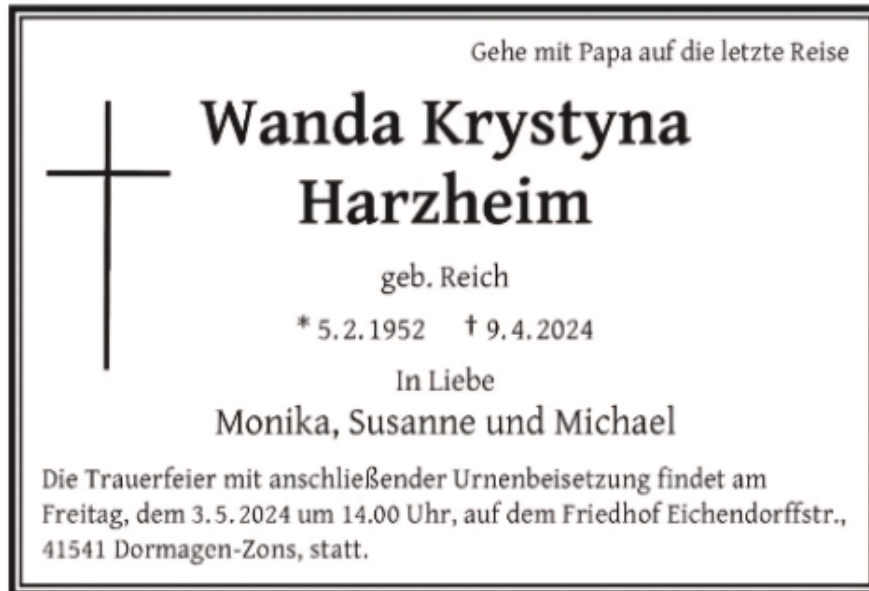 Gehe mit Papa auf die letzte Reise
Wanda Krystyna
Harzheim
geb. Reich
* 5.2.1952 † 9.4.2024
In Liebe
Monika, Susanne und Michael
Die Trauerfeier mit anschließender Urnenbeisetzung findet am
Freitag, dem 3.5.2024 um 14.00 Uhr, auf dem Friedhof Eichendorffstr.,
41541 Dormagen-Zons, statt.